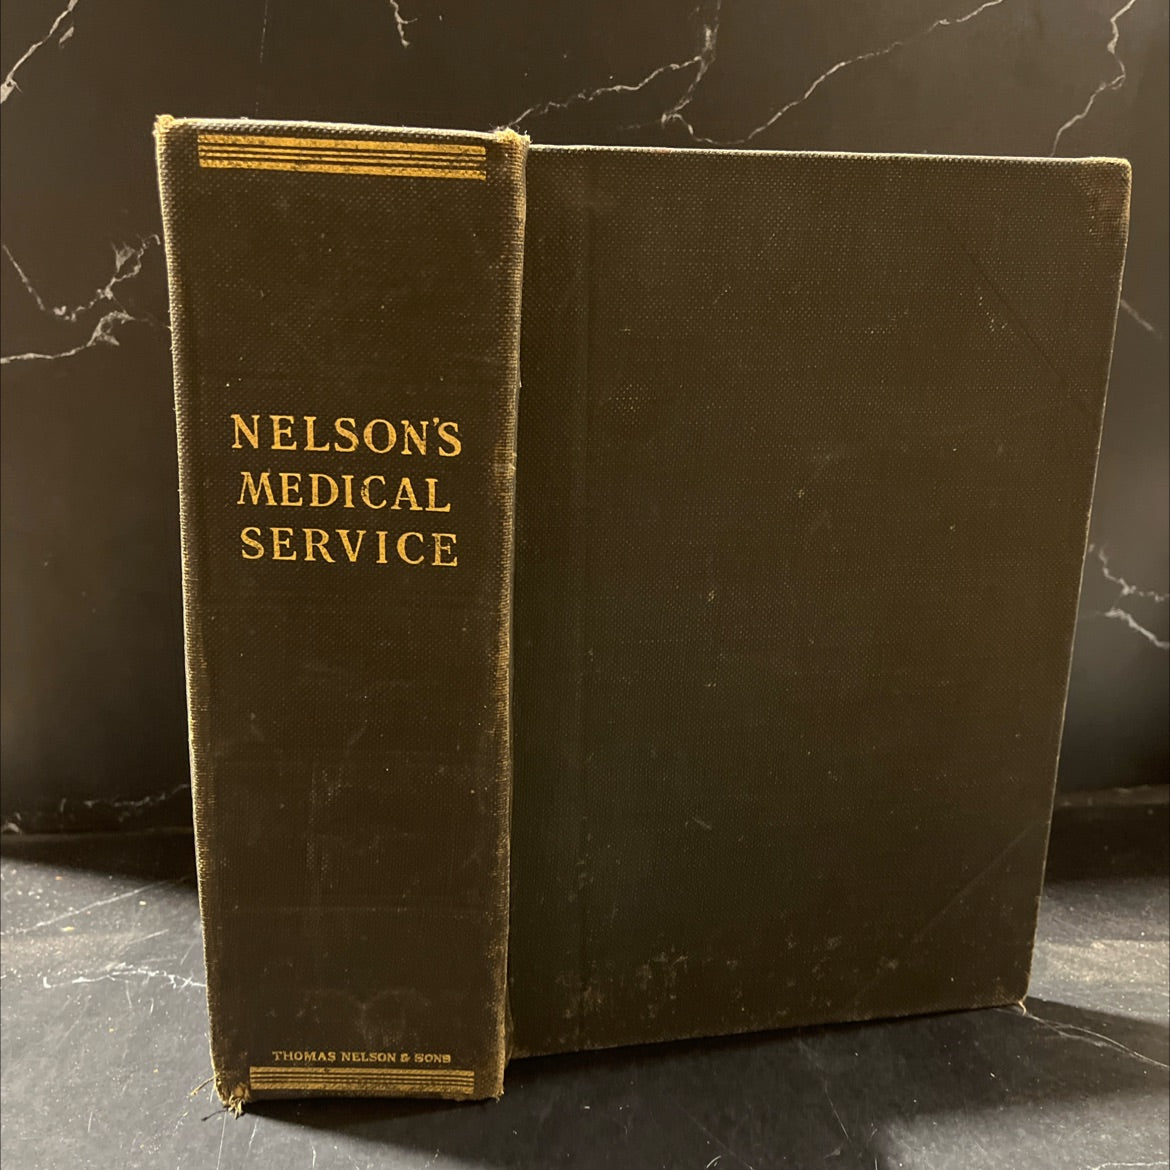 NELSON'S
MEDICAL
SERVICE
THOMAS NELSON & SONS